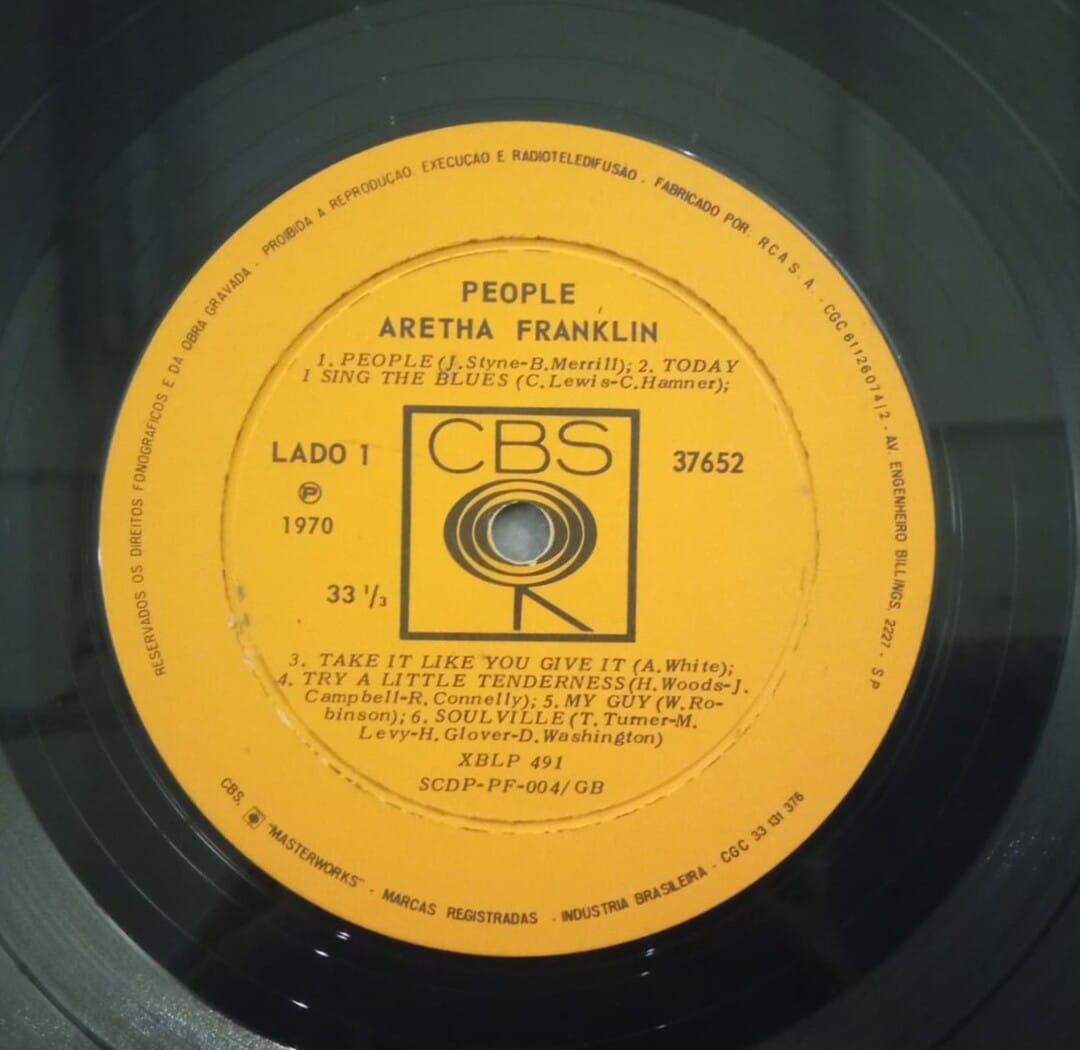 RESERVADOS OS DIREITOS FONOGRAFICOS E DA OBRA GRAVADA - PROIBIDA A REPRODUÇAO. EXECUÇAO E RADIOTELEDIFUSÃO - FABRICADO POR: RCA S. A. - CGC 61126074|2 - AV. ENGENHEIRO BILLINGS, 2227 - S P
PEOPLE
ARETHA FRANKLIN
1. PEOPLE (J. Styne-B. Merrill); 2. TODAY
I SING THE BLUES (C. Lewis-C. Hamner);
CBS
LADO 1
37652
Ⓟ
1970
33 ¹/₃
3. TAKE IT LIKE YOU GIVE IT (A. White);
4. TRY A LITTLE TENDERNESS (H. Woods-J.
Campbell-R. Connelly); 5. MY GUY (W. Ro-
binson); 6. SOULVILLE (T. Turner-M.
Levy-H. Glover-D. Washington)
XBLP 491
SCDP-PF-004/GB
CBS, "MASTERWORKS" - MARCAS REGISTRADAS - INDUSTRIA BRASILEIRA - CGC 33 131 376